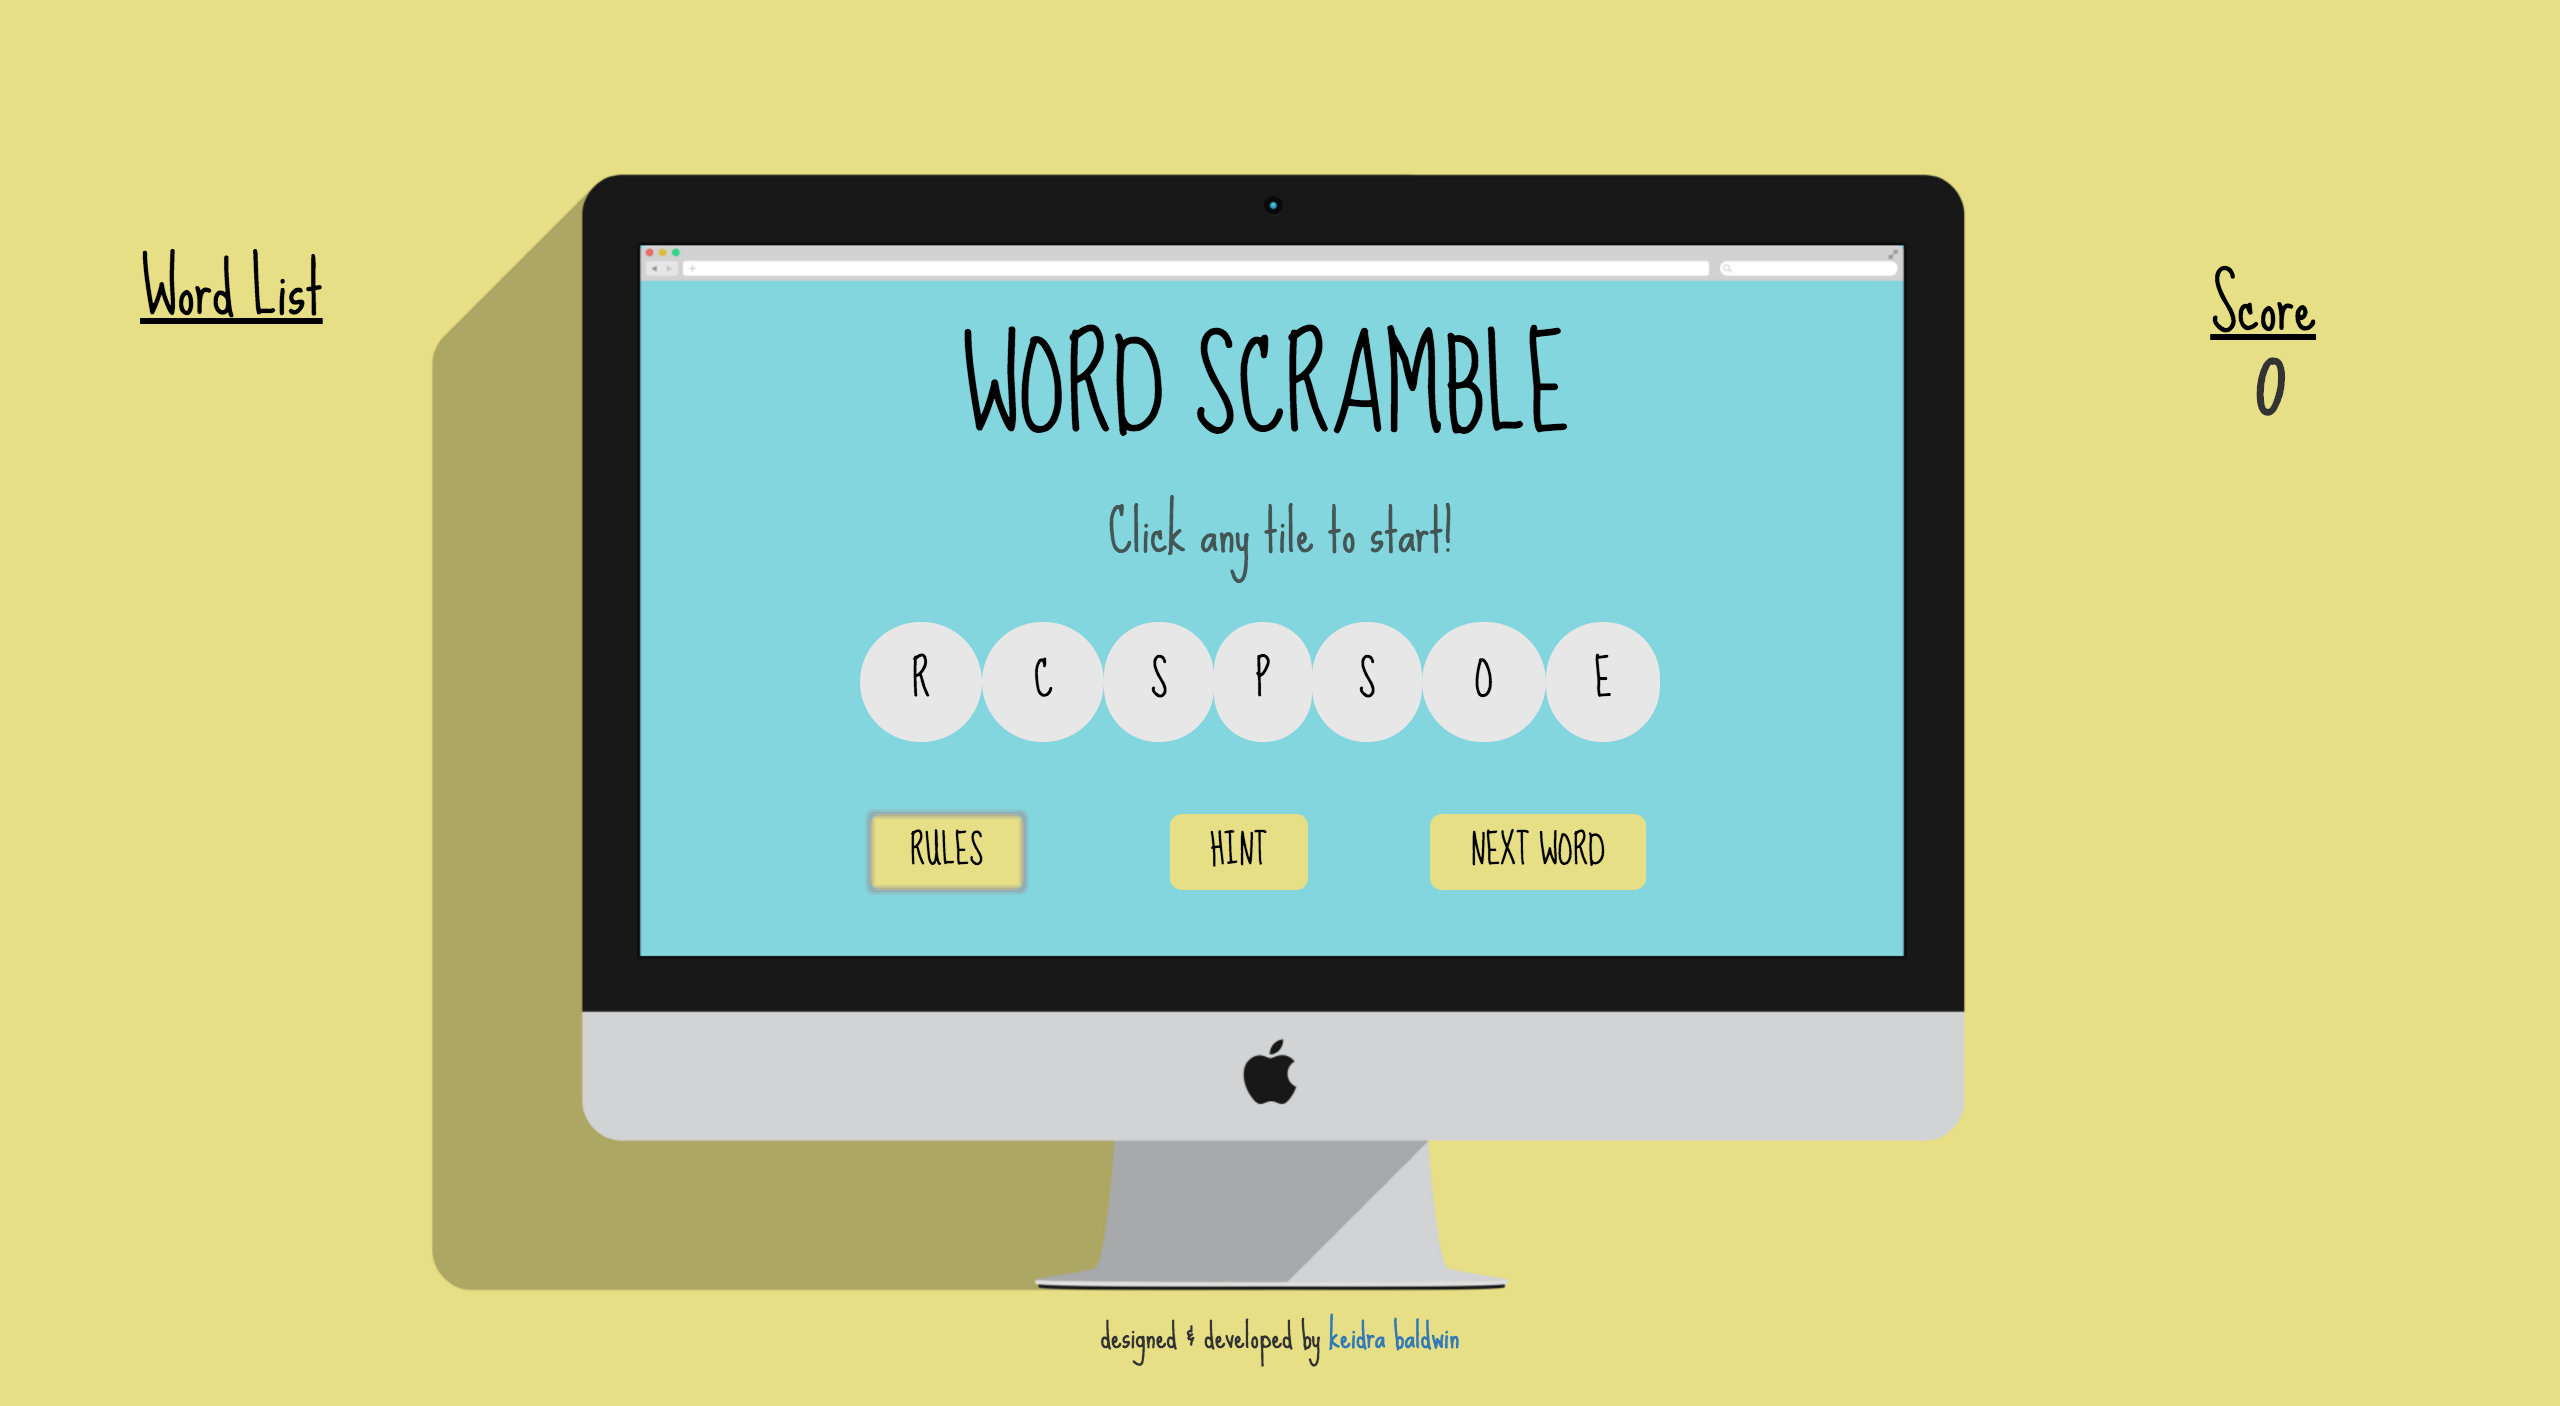 Word List
Score
0
WORD SCRAMBLE
Click any tile to start!
R C S P S O E
RULES HINT NEXT WORD
designed & developed by keidra baldwin